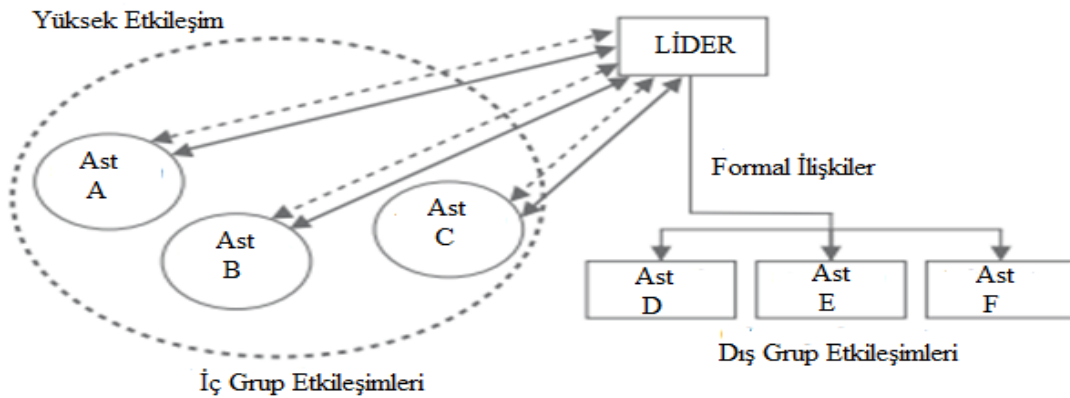 Yüksek Etkileşim
LİDER
Ast
A
Ast
B
Ast
C
Formal İlişkiler
Ast
D
Ast
E
Ast
F
İç Grup Etkileşimleri
Dış Grup Etkileşimleri